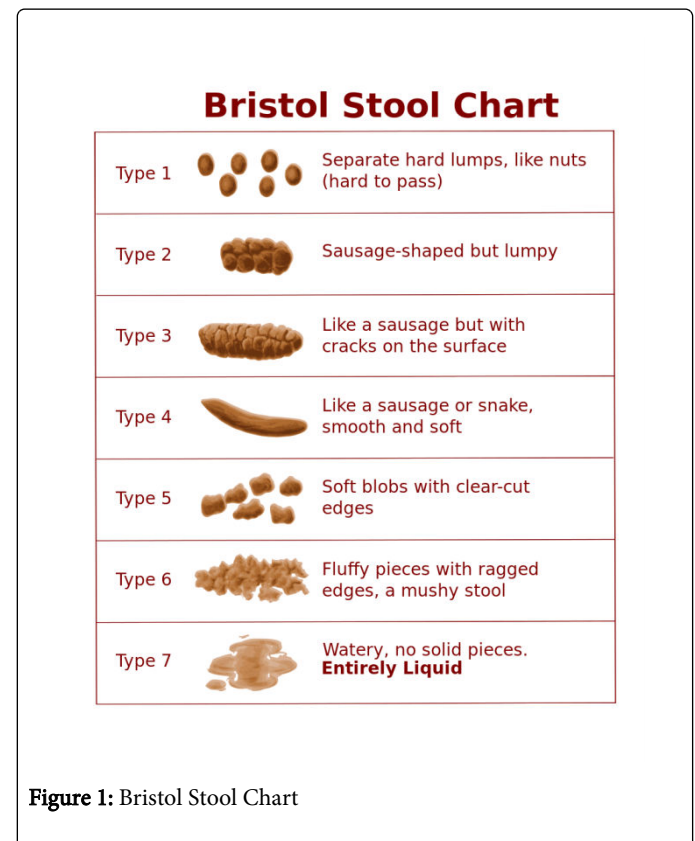 Bristol Stool Chart
Type 1
Separate hard lumps, like nuts
(hard to pass)
Type 2
Sausage-shaped but lumpy
Type 3
Like a sausage but with
cracks on the surface
Type 4
Like a sausage or snake,
smooth and soft
Type 5
Soft blobs with clear-cut
edges
Type 6
Fluffy pieces with ragged
edges, a mushy stool
Type 7
Watery, no solid pieces.
Entirely Liquid
Figure 1: Bristol Stool Chart